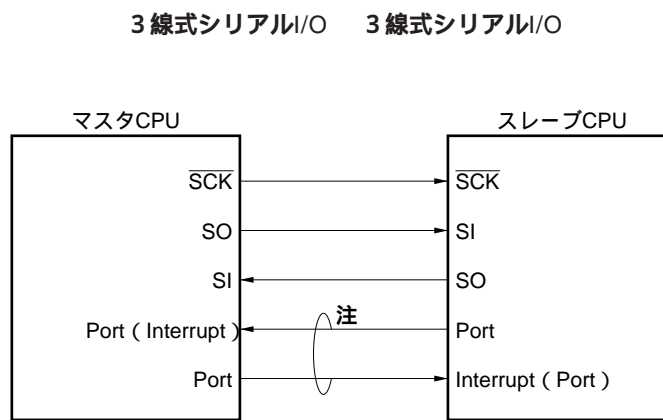 3線式シリアルI/O 3線式シリアルI/O
マスタCPU
スレーブCPU
SCK
SCK
SO
SI
SI
SO
注
Port（Interrupt）
Port
Port
Interrupt（Port）